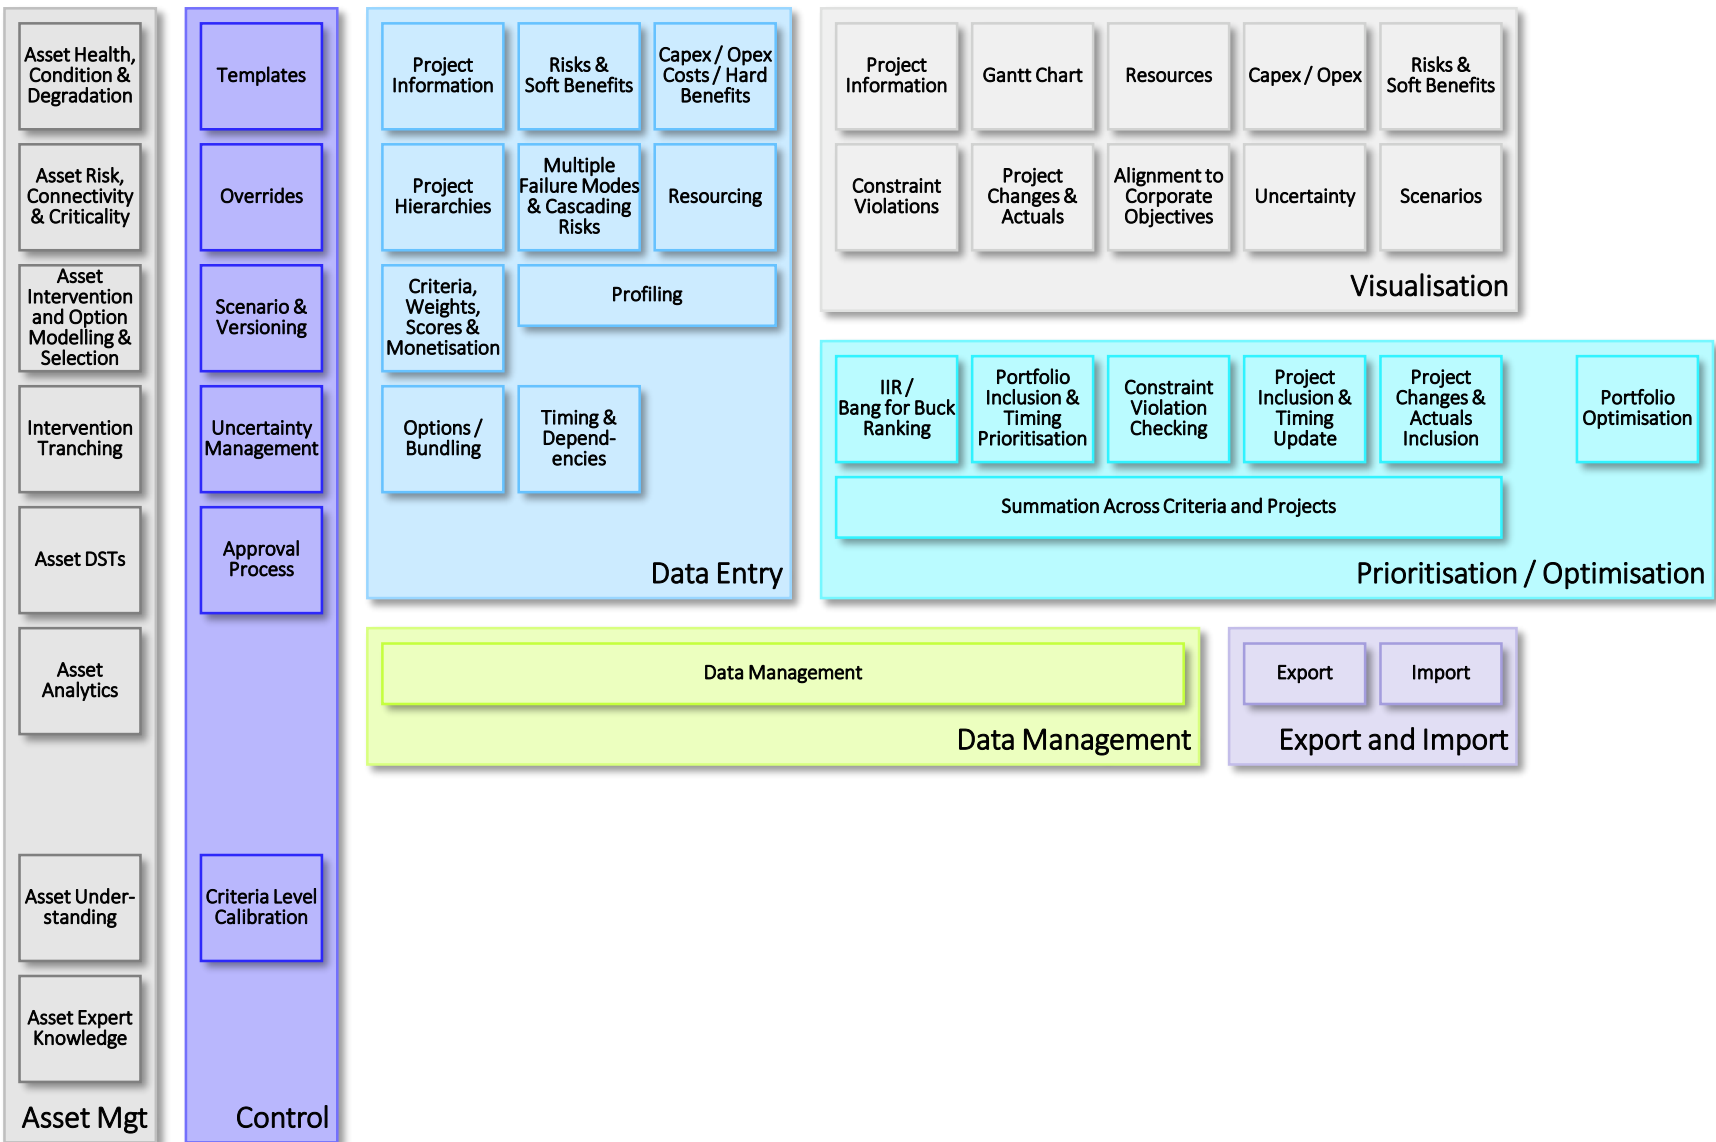 Asset Health,
Condition &
Degradation
Asset Risk,
Connectivity
& Criticality
Asset
Intervention
and Option
Modelling &
Selection
Intervention
Tranching
Asset DSTs
Asset
Analytics
Asset Under-
standing
Asset Expert
Knowledge
Asset Mgt
Templates
Overrides
Scenario &
Versioning
Uncertainty
Management
Approval
Process
Criteria Level
Calibration
Control
Project
Information
Risks &
Soft Benefits
Capex / Opex
Costs / Hard
Benefits
Project
Hierarchies
Multiple
Failure Modes
& Cascading
Risks
Resourcing
Criteria,
Weights,
Scores &
Monetisation
Profiling
Options /
Bundling
Timing &
Depend-
encies
Data Entry
Project
Information
Gantt Chart
Resources
Capex / Opex
Risks &
Soft Benefits
Constraint
Violations
Project
Changes &
Actuals
Alignment to
Corporate
Objectives
Uncertainty
Scenarios
Visualisation
IIR /
Bang for Buck
Ranking
Portfolio
Inclusion &
Timing
Prioritisation
Constraint
Violation
Checking
Project
Inclusion &
Timing
Update
Project
Changes &
Actuals
Inclusion
Portfolio
Optimisation
Summation Across Criteria and Projects
Prioritisation / Optimisation
Data Management
Data Management
Export
Import
Export and Import